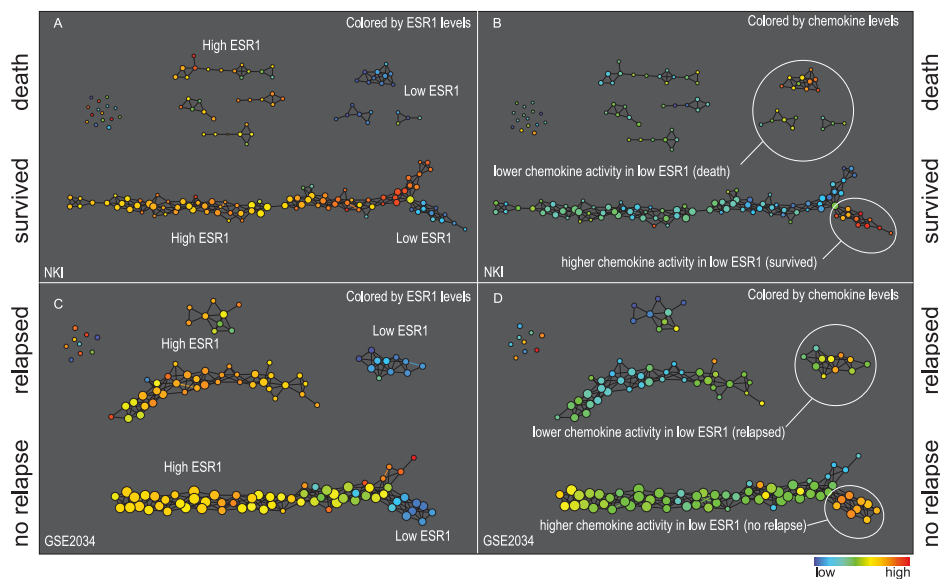 A
Colored by ESR1 levels
High ESR1
Low ESR1
death
survived
High ESR1
Low ESR1
NKI
B
Colored by chemokine levels
death
lower chemokine activity in low ESR1 (death)
survived
higher chemokine activity in low ESR1 (survived)
NKI
C
Colored by ESR1 levels
High ESR1
Low ESR1
relapsed
no relapse
High ESR1
Low ESR1
GSE2034
D
Colored by chemokine levels
relapsed
lower chemokine activity in low ESR1 (relapsed)
no relapse
higher chemokine activity in low ESR1 (no relapse)
GSE2034
low high